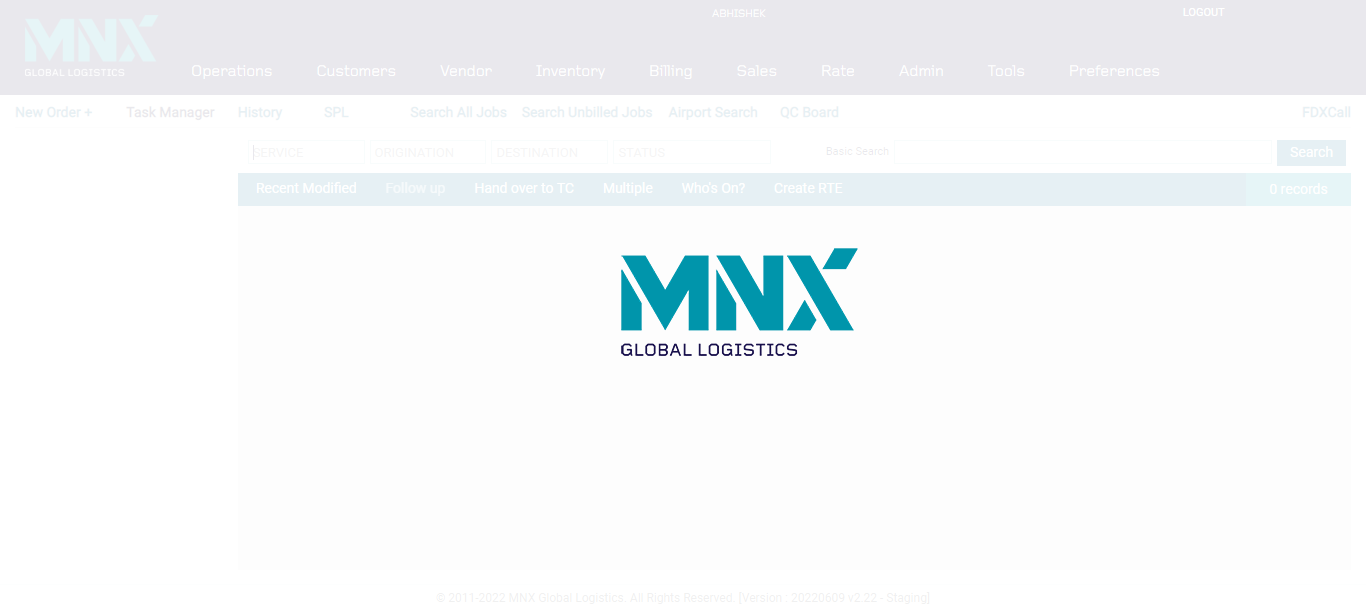 ABHISHEK LOGOUT
MNX
GLOBAL LOGISTICS
Operations Customers Vendor Inventory Billing Sales Rate Admin Tools Preferences
New Order + Task Manager History SPL Search All Jobs Search Unbilled Jobs Airport Search QC Board FDXCall
SERVICE ORIGINATION DESTINATION STATUS Basic Search Search
Recent Modified Follow up Hand over to TC Multiple Who's On? Create RTE 0 records
MNX
GLOBAL LOGISTICS
© 2011-2022 MNX Global Logistics. All Rights Reserved. [Version : 20220609 v2.22 - Staging]